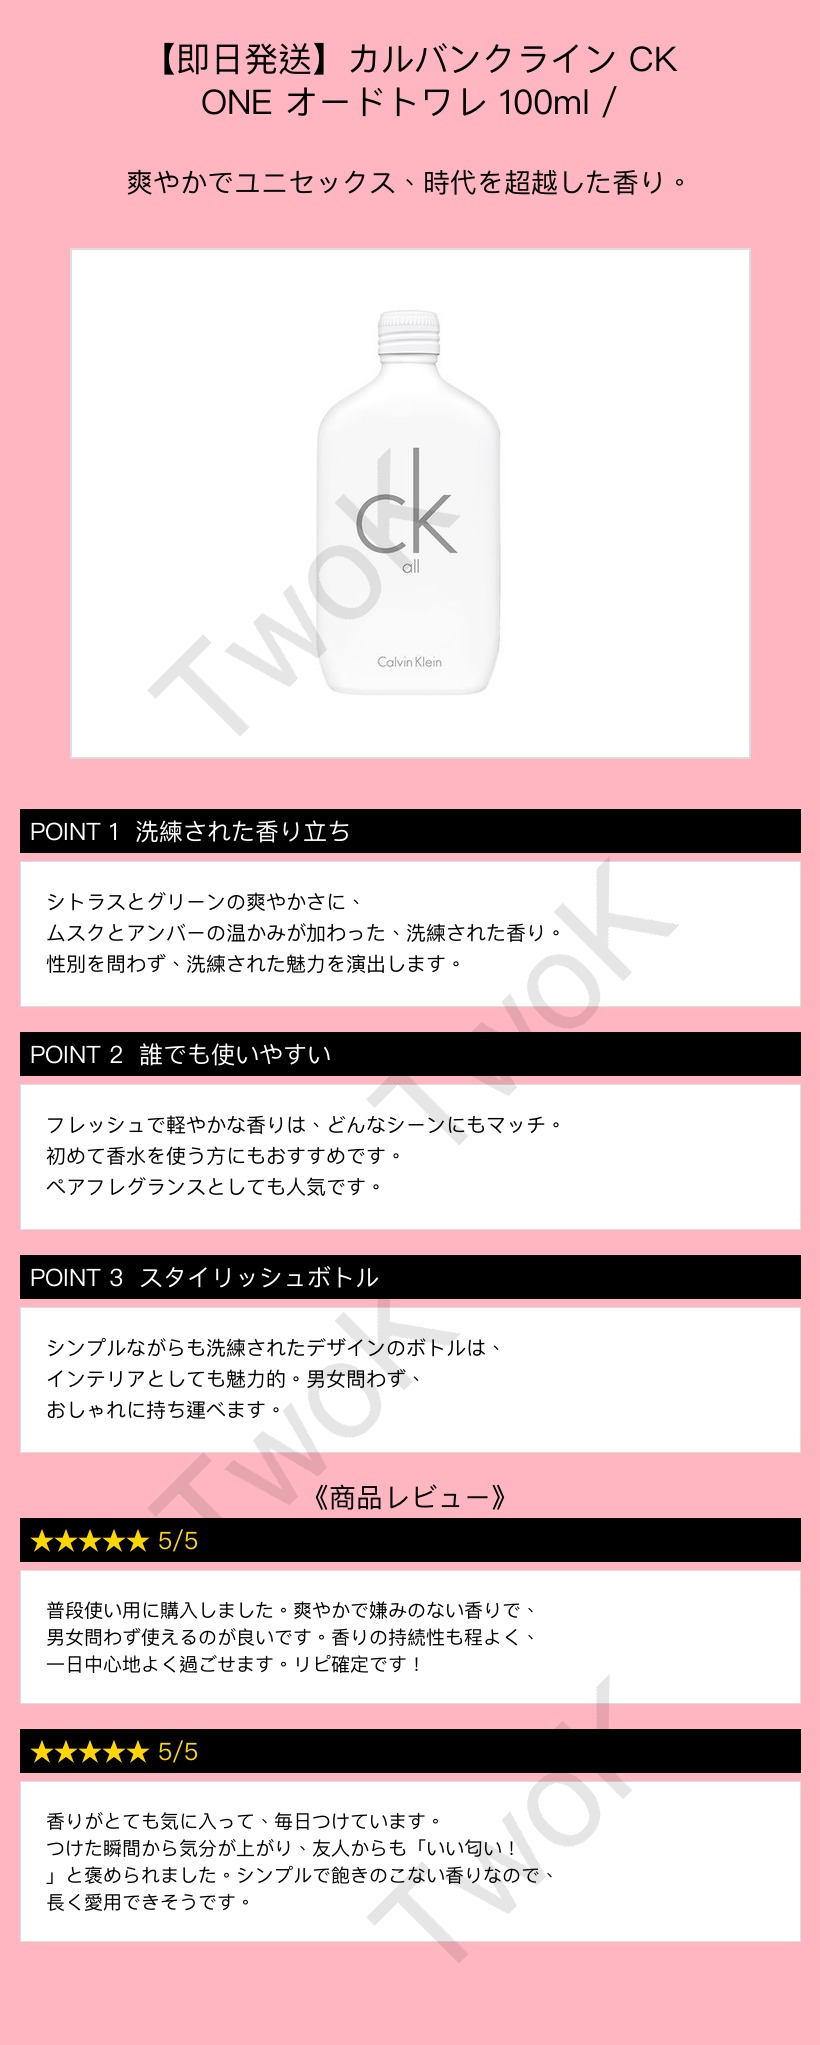 【即日発送】カルバンクライン CK
ONE オードトワレ 100ml /
爽やかでユニセックス、時代を超越した香り。
ck
all
Calvin Klein
TwoK
POINT 1 洗練された香り立ち
シトラスとグリーンの爽やかさに、
ムスクとアンバーの温かみが加わった、洗練された香り。
性別を問わず、洗練された魅力を演出します。
TwoK
POINT 2 誰でも使いやすい
フレッシュで軽やかな香りは、どんなシーンにもマッチ。
初めて香水を使う方にもおすすめです。
ペアフレグランスとしても人気です。
POINT 3 スタイリッシュボトル
シンプルながらも洗練されたデザインのボトルは、
インテリアとしても魅力的。男女問わず、
おしゃれに持ち運べます。
TwoK
《商品レビュー》
★★★★★ 5/5
普段使い用に購入しました。爽やかで嫌みのない香りで、
男女問わず使えるのが良いです。香りの持続性も程よく、
一日中心地よく過ごせます。リピ確定です！
★★★★★ 5/5
香りがとても気に入って、毎日つけています。
つけた瞬間から気分が上がり、友人からも「いい匂い！
」と褒められました。シンプルで飽きのこない香りなので、
長く愛用できそうです。
TwoK